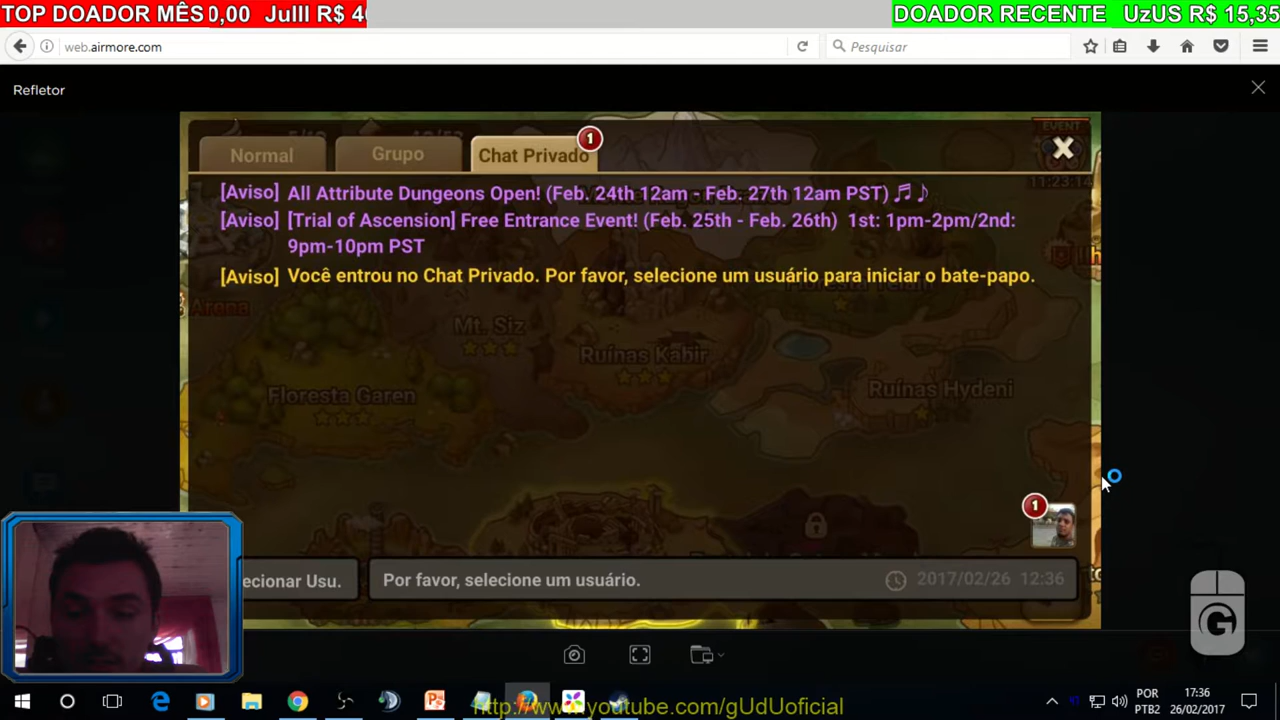 TOP DOADOR MÊS 0,00 JulII R$ 4
DOADOR RECENTE UzUS R$ 15,35
web.airmore.com
Pesquisar
Refletor
EVENT
Normal
Grupo
Chat Privado
1
11:23:14
[Aviso] All Attribute Dungeons Open! (Feb. 24th 12am - Feb. 27th 12am PST) ♬♪
[Aviso] [Trial of Ascension] Free Entrance Event! (Feb. 25th - Feb. 26th) 1st: 1pm-2pm/2nd:
9pm-10pm PST
[Aviso] Você entrou no Chat Privado. Por favor, selecione um usuário para iniciar o bate-papo.
Arena
Mt. Siz
Ruínas Kabir
Floresta Garen
Ruínas Hydeni
1
ecionar Usu.
Por favor, selecione um usuário.
2017/02/26 12:36
G
http://www.youtube.com/gUdUoficial
POR
PTB2
17:36
26/02/2017